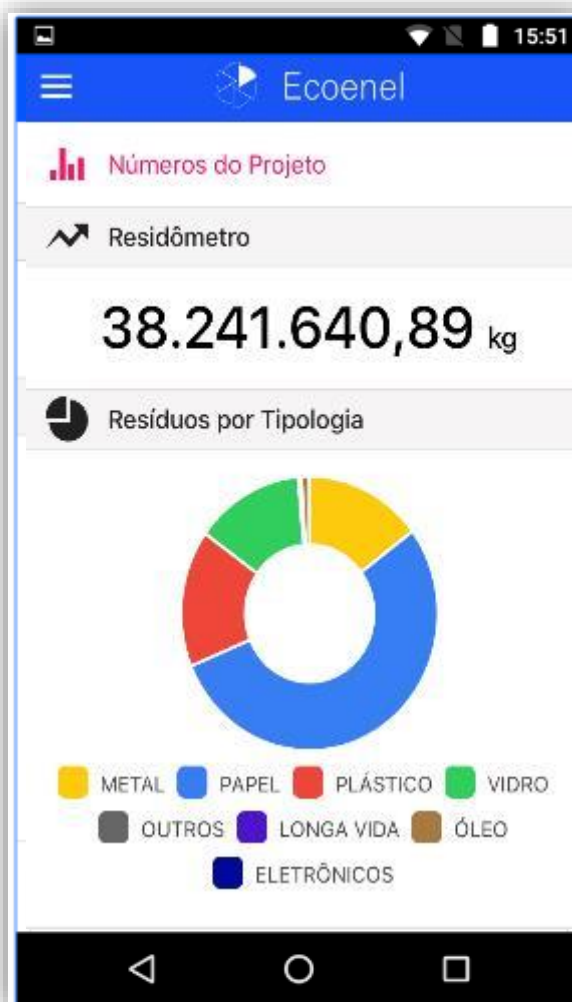 15:51
Ecoenel
Números do Projeto
Residômetro
38.241.640,89 kg
Resíduos por Tipologia
METAL PAPEL PLÁSTICO VIDRO
OUTROS LONGA VIDA ÓLEO
ELETRÔNICOS